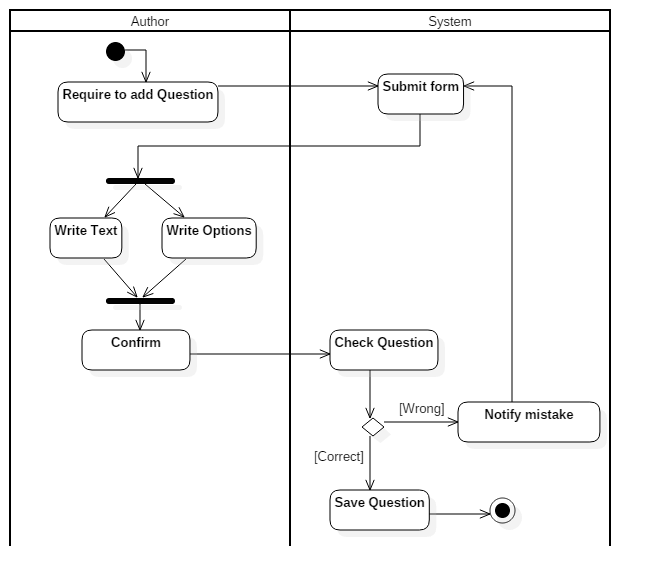 Author
System
Require to add Question
Submit form
Write Text
Write Options
Confirm
Check Question
[Wrong]
Notify mistake
[Correct]
Save Question